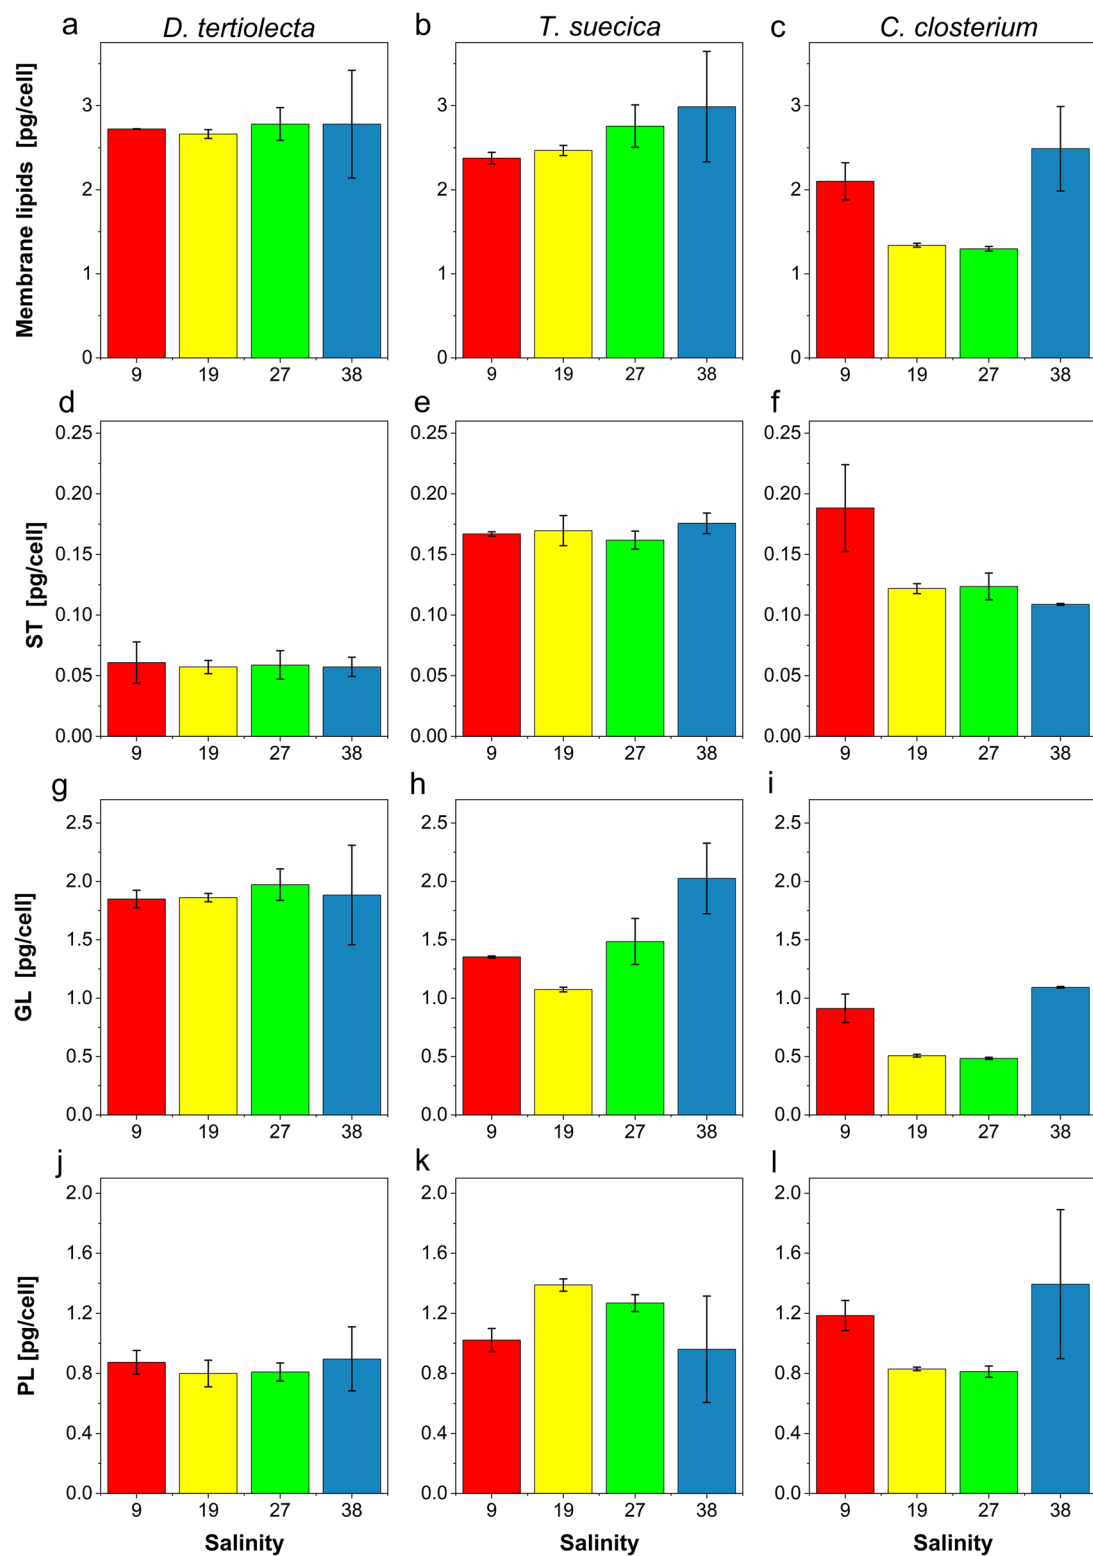 a D. tertiolecta b T. suecica c C. closterium
Membrane lipids [pg/cell]
3 3 3
2 2 2
1 1 1
0 0 0
9 19 27 38 9 19 27 38 9 19 27 38
d e f
ST [pg/cell]
0.25 0.25 0.25
0.20 0.20 0.20
0.15 0.15 0.15
0.10 0.10 0.10
0.05 0.05 0.05
0.00 0.00 0.00
9 19 27 38 9 19 27 38 9 19 27 38
g h i
GL [pg/cell]
2.5 2.5 2.5
2.0 2.0 2.0
1.5 1.5 1.5
1.0 1.0 1.0
0.5 0.5 0.5
0.0 0.0 0.0
9 19 27 38 9 19 27 38 9 19 27 38
j k l
PL [pg/cell]
2.0 2.0 2.0
1.6 1.6 1.6
1.2 1.2 1.2
0.8 0.8 0.8
0.4 0.4 0.4
0.0 0.0 0.0
9 19 27 38 9 19 27 38 9 19 27 38
Salinity Salinity Salinity